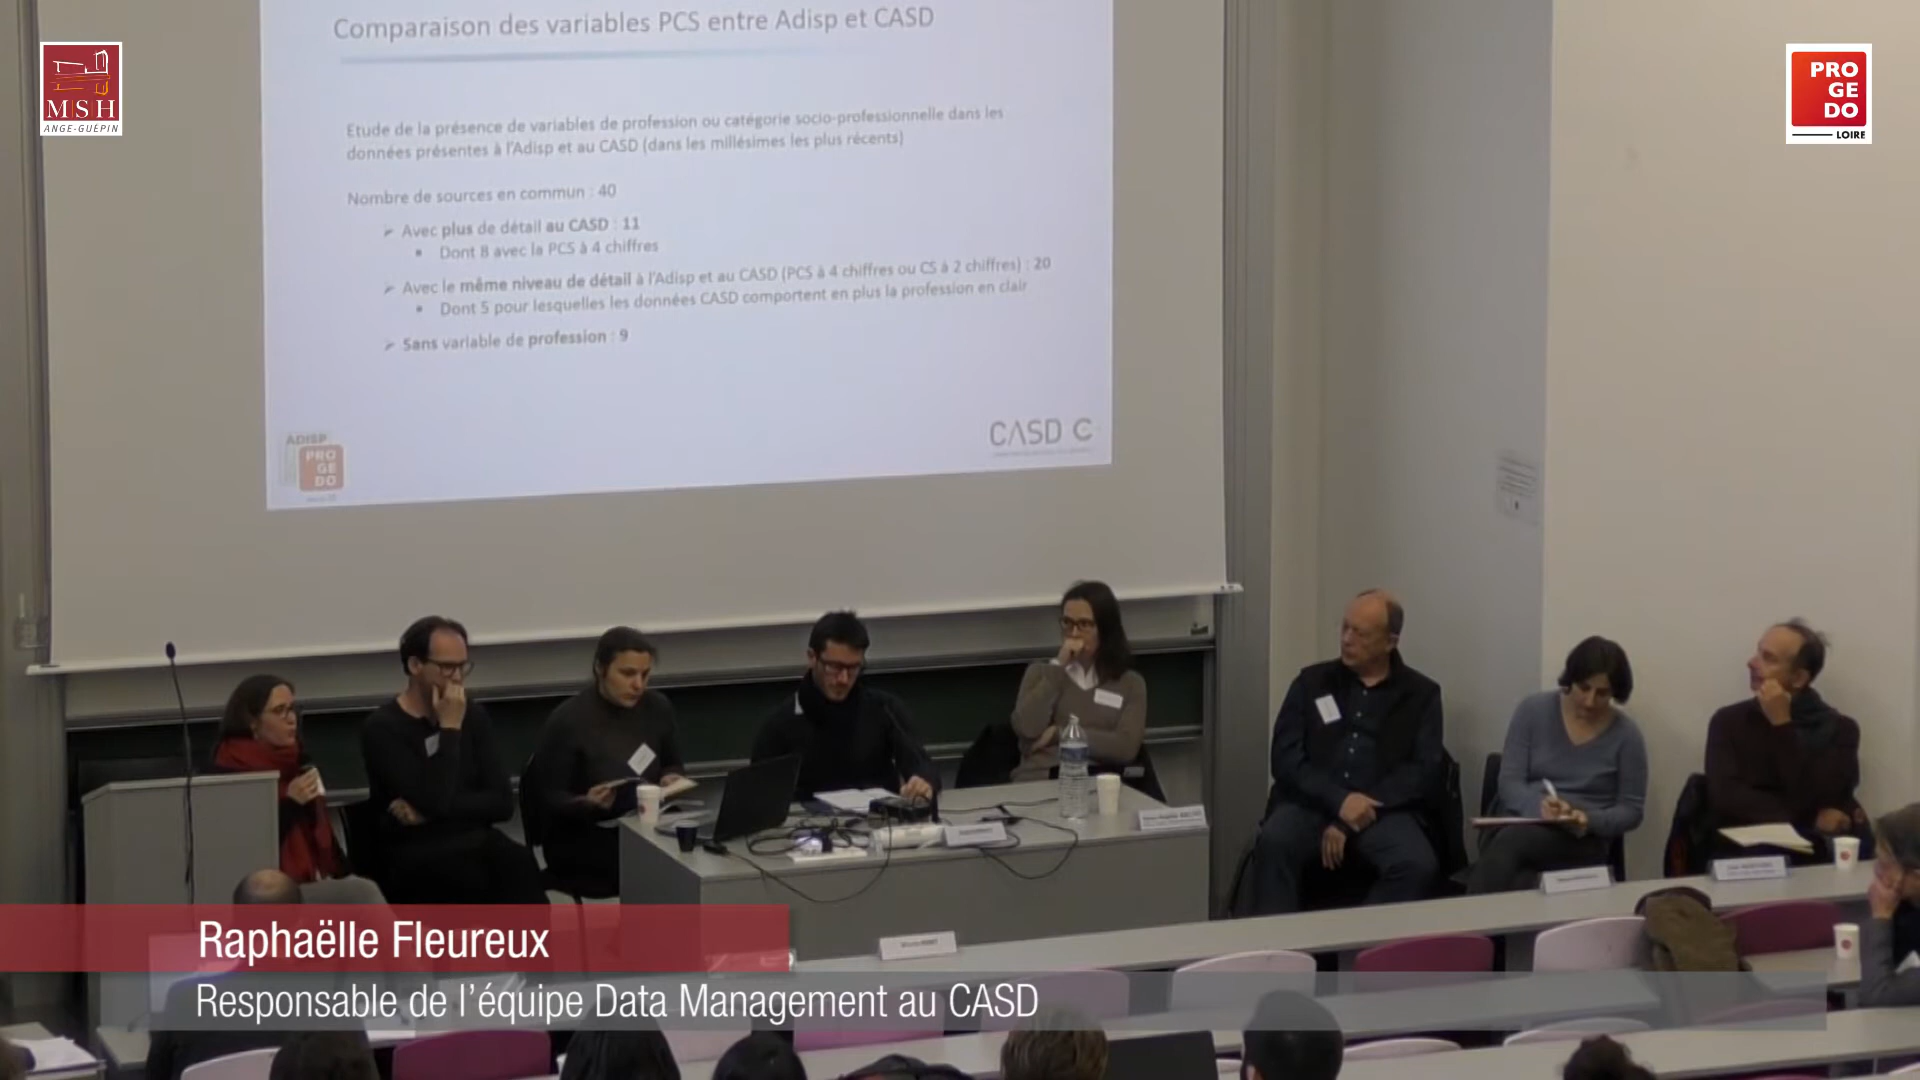 Comparaison des variables PCS entre Adisp et CASD
Etude de la présence de variables de profession ou catégorie socio-professionnelle dans les
données présentes à l'Adisp et au CASD (dans les millésimes les plus récents)
Nombre de sources en commun : 40
➢ Avec plus de détail au CASD : 11
▪ Dont 8 avec la PCS à 4 chiffres
➢ Avec le même niveau de détail à l'Adisp et au CASD (PCS à 4 chiffres ou CS à 2 chiffres) : 20
▪ Dont 5 pour lesquelles les données CASD comportent en plus la profession en clair
➢ Sans variable de profession : 9
ADISP
PRO
GE
DO
CASD
M|S|H
ANGE-GUÉPIN
PRO
GE
DO
LOIRE
Raphaëlle Fleureux
Responsable de l'équipe Data Management au CASD